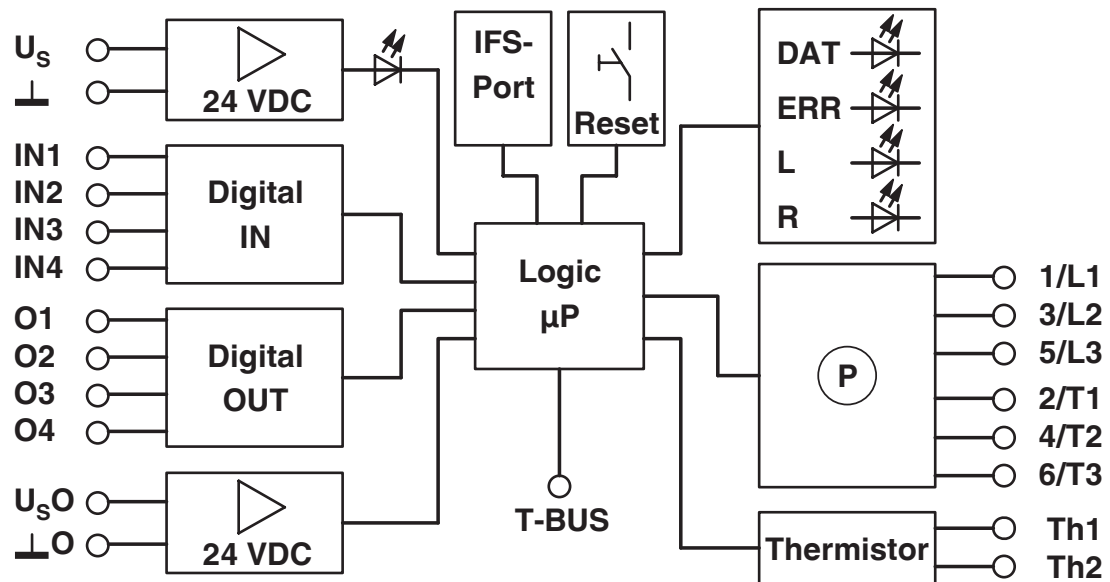 U_S
24 VDC
IN1
IN2
IN3
IN4
Digital
IN
O1
O2
O3
O4
Digital
OUT
U_SO
O
24 VDC
IFS-
Port
Reset
Logic
µP
T-BUS
DAT
ERR
L
R
P
1/L1
3/L2
5/L3
2/T1
4/T2
6/T3
Thermistor
Th1
Th2